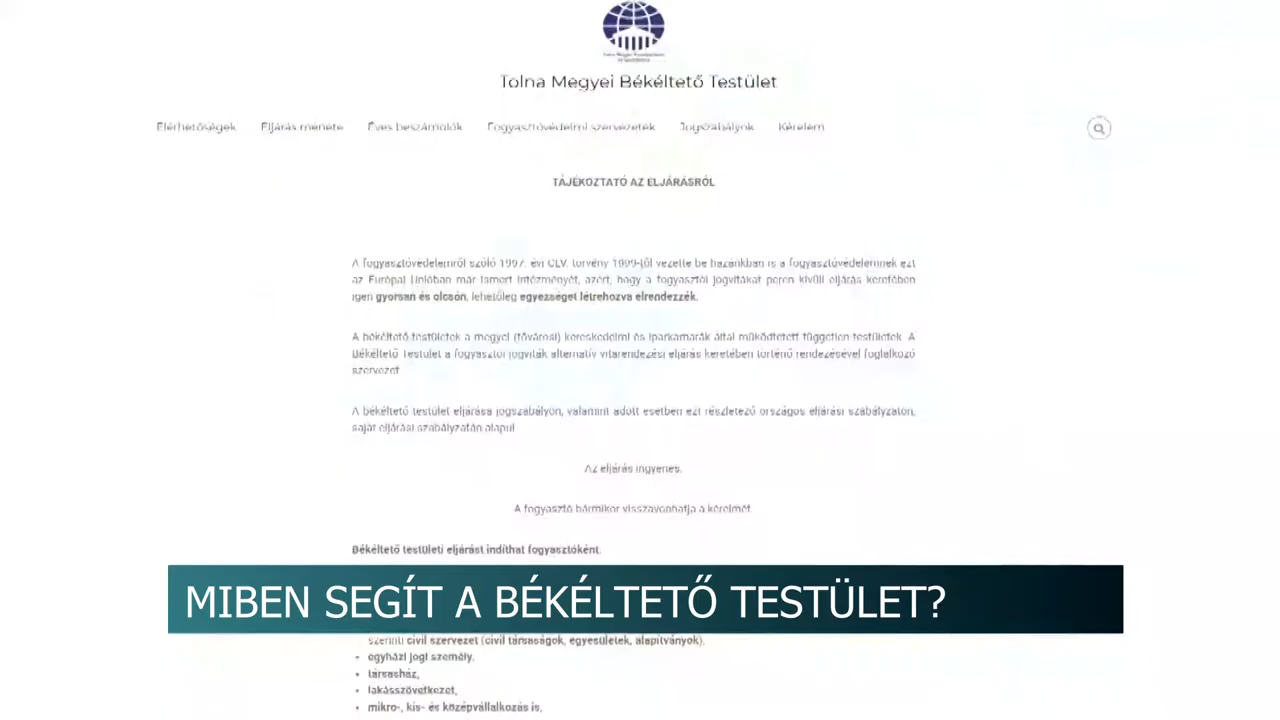 Tolna Megyei Békéltető Testület
Elérhetőségek Eljárás menete Éves beszámolók Fogyasztóvédelmi szervezetek Jogszabályok Kérelem
TÁJÉKOZTATÓ AZ ELJÁRÁSRÓL
A fogyasztóvédelemről szóló 1997. évi CLV. törvény 1999-től vezette be hazánkban is a fogyasztóvédelemnek ezt
az Európai Unióban már ismert intézményét, azért, hogy a fogyasztói jogvitákat peren kívüli eljárás keretében
igen gyorsan és olcsón, lehetőleg egyezséget létrehozva elrendezzék.
A békéltető testületek a megyei (fővárosi) kereskedelmi és iparkamarák által működtetett független testületek. A
Békéltető Testület a fogyasztói jogviták alternatív vitarendezési eljárás keretében történő rendezésével foglalkozó
szervezet.
A békéltető testület eljárása jogszabályon, valamint adott esetben ezt részletező országos eljárási szabályzaton,
saját eljárási szabályzatán alapul.
Az eljárás ingyenes.
A fogyasztó bármikor visszavonhatja a kérelmét.
Békéltető testületi eljárást indíthat fogyasztóként:
MIBEN SEGÍT A BÉKÉLTETŐ TESTÜLET?
szerinti civil szervezet (civil társaságok, egyesületek, alapítványok),
• egyházi jogi személy,
• társasház,
• lakásszövetkezet,
• mikro-, kis- és középvállalkozás is,